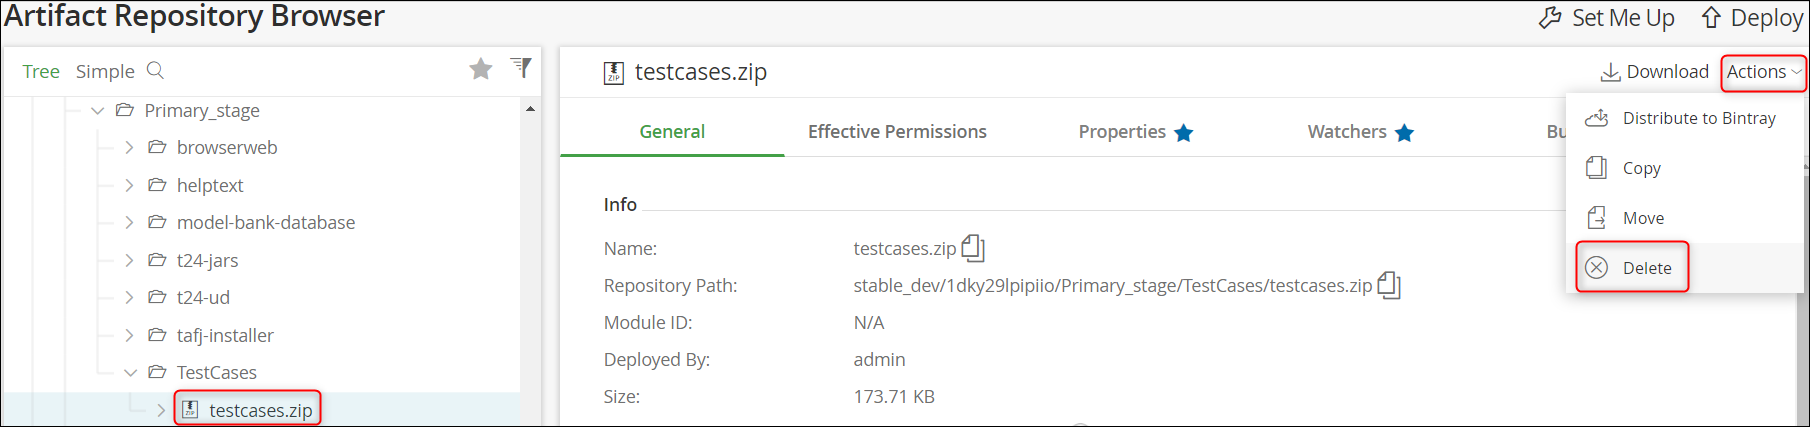 Artifact Repository Browser
Set Me Up
Deploy
Tree
Simple
Primary_stage
browserweb
helptext
model-bank-database
t24-jars
t24-ud
tafj-installer
TestCases
ZIP testcases.zip
ZIP testcases.zip
Download
Actions
General
Effective Permissions
Properties
Watchers
Bu
Distribute to Bintray
Copy
Move
Delete
Info
Name: testcases.zip
Repository Path: stable_dev/1dky29lpipiio/Primary_stage/TestCases/testcases.zip
Module ID: N/A
Deployed By: admin
Size: 173.71 KB